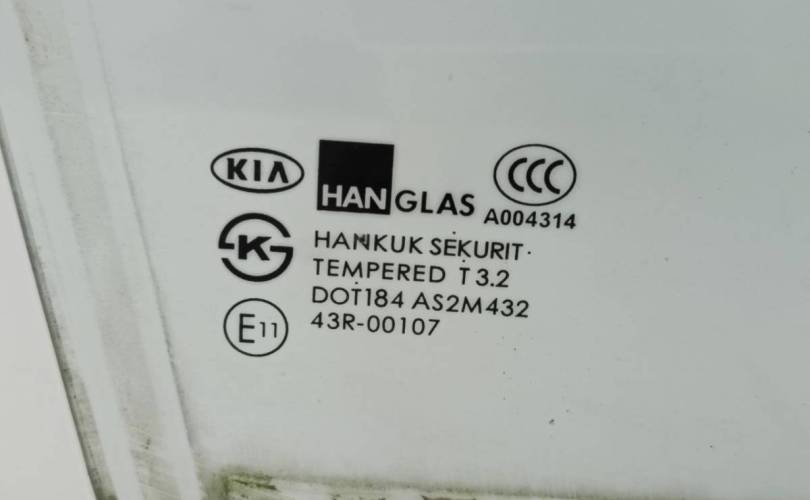 KIA
HANGLAS
CCC
A004314
K
HANKUK SEKURIT
TEMPERED T 3.2
DOT184 AS2M432
E11
43R-00107